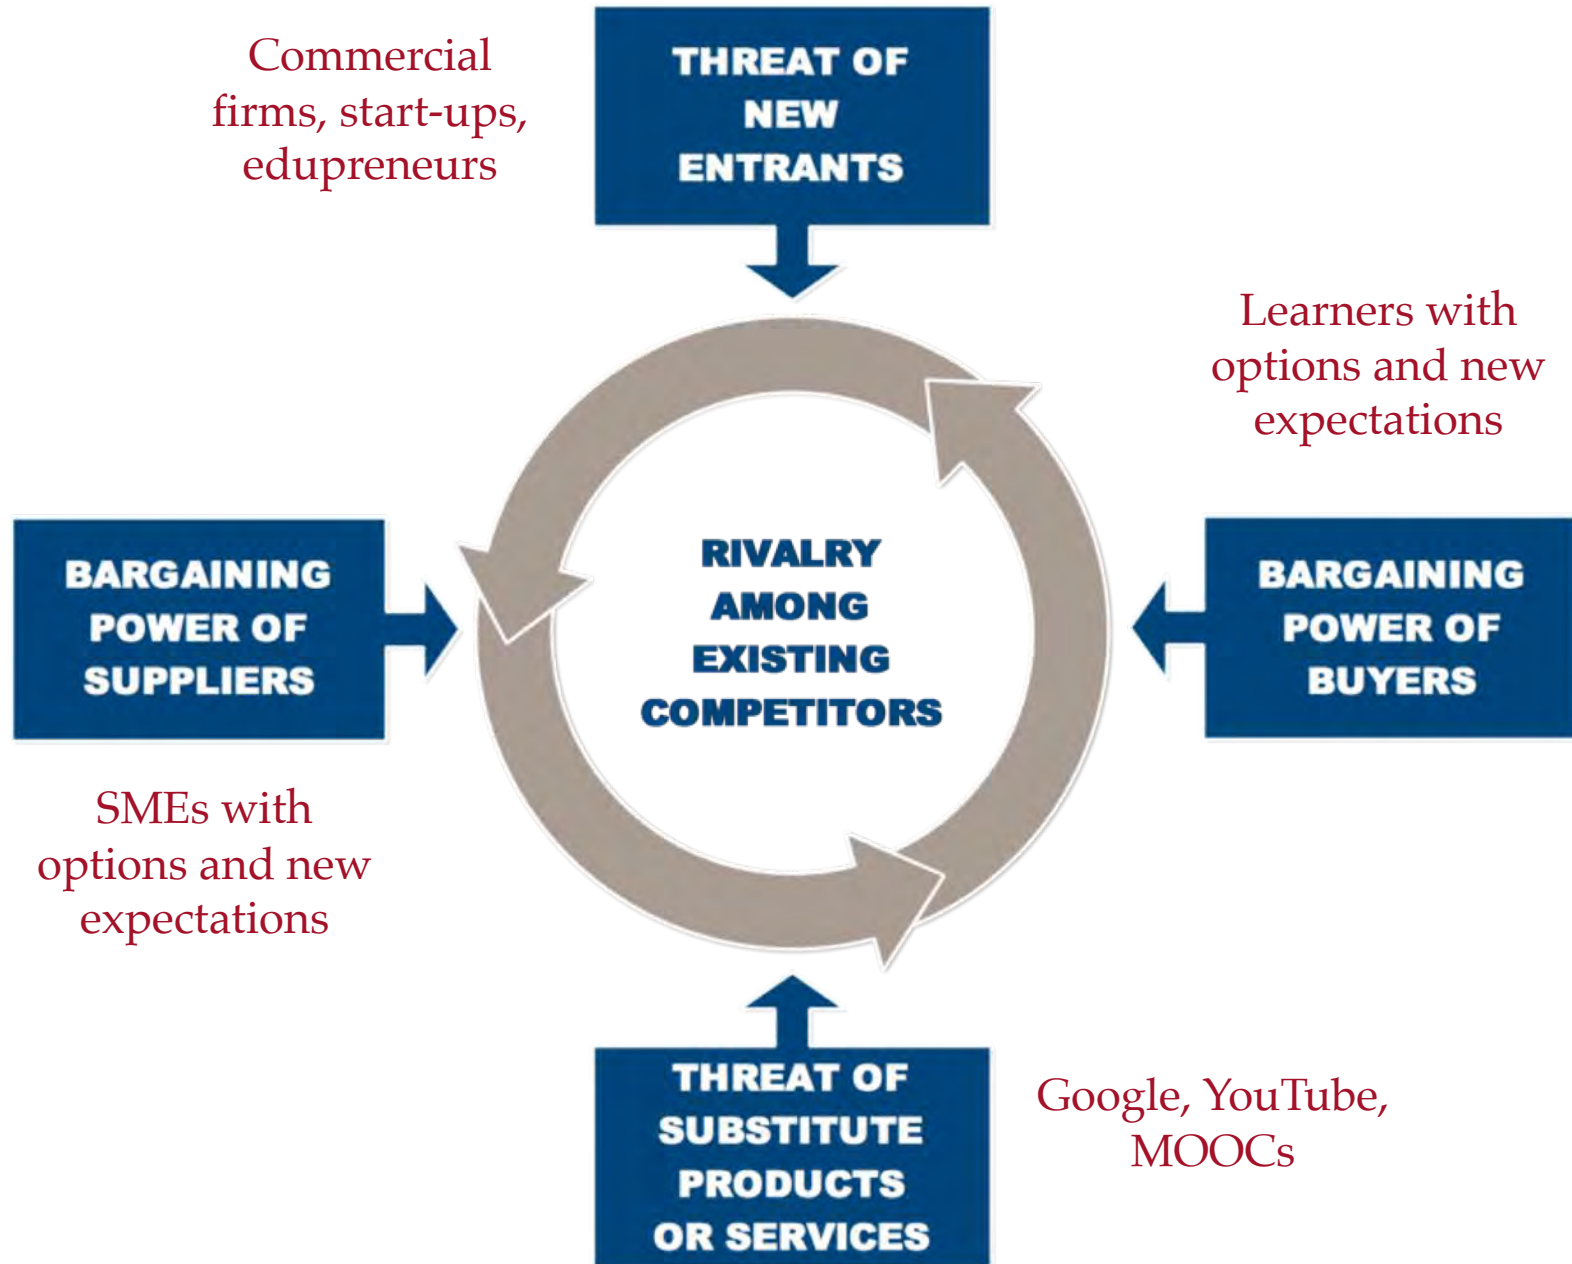 Commercial
firms, start-ups,
edupreneurs
THREAT OF
NEW
ENTRANTS
Learners with
options and new
expectations
BARGAINING
POWER OF
SUPPLIERS
RIVALRY
AMONG
EXISTING
COMPETITORS
BARGAINING
POWER OF
BUYERS
SMEs with
options and new
expectations
THREAT OF
SUBSTITUTE
PRODUCTS
OR SERVICES
Google, YouTube,
MOOCs